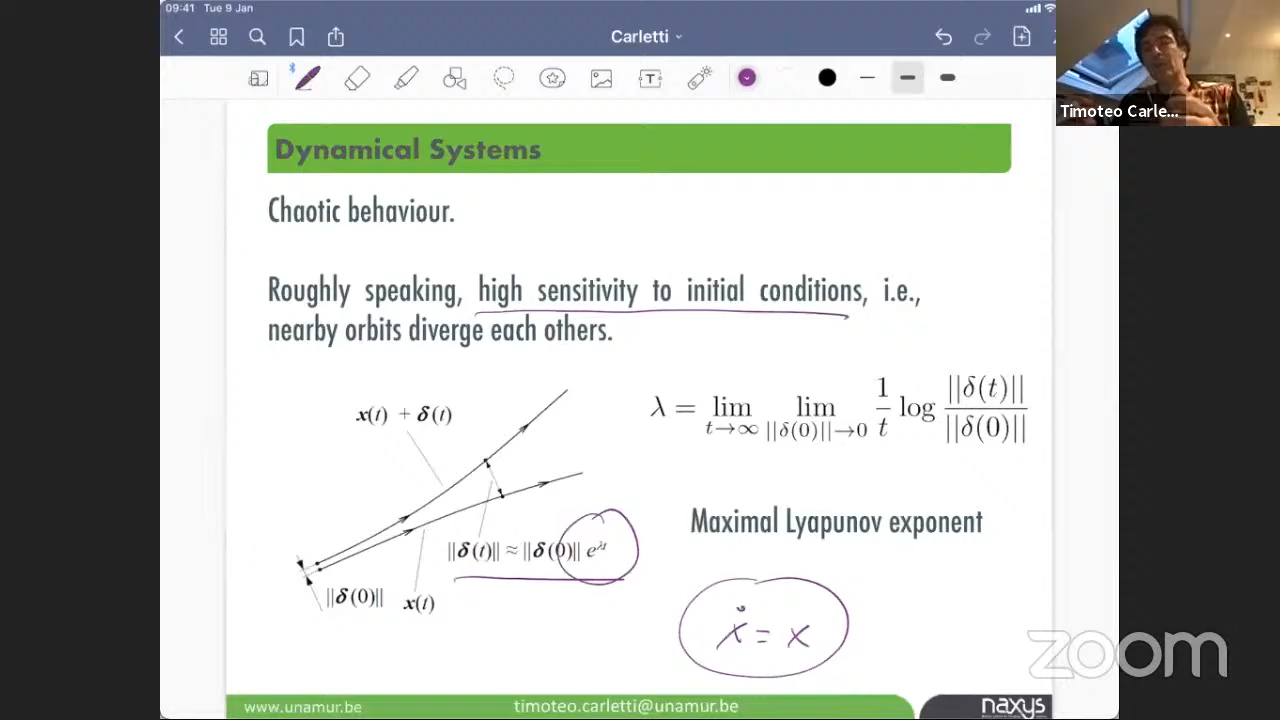 09:41 Tue 9 Jan
Carletti
T
Timoteo Carle...
Dynamical Systems
Chaotic behaviour.
Roughly speaking, high sensitivity to initial conditions, i.e.,
nearby orbits diverge each others.
x(t) + δ(t)
λ = lim t→∞ lim ||δ(0)||→0 1/t log ||δ(t)||/||δ(0)||
||δ(t)|| ≈ ||δ(0)|| e^λt
||δ(0)||
x(t)
Maximal Lyapunov exponent
ẋ = x
zoom
www.unamur.be
timoteo.carletti@unamur.be
naxys